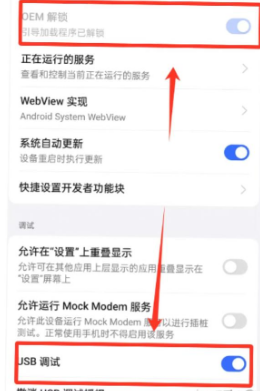 OEM 解锁
引导加载程序已解锁
正在运行的服务
查看和控制当前正在运行的服务
WebView 实现
Android System WebView
系统自动更新
设备重启时执行更新
快捷设置开发者功能块
调试
允许在“设置”上重叠显示
允许可在其他应用上层显示的应用重叠显示在
“设置”屏幕上
允许运行 Mock Modem 服务
允许此设备运行 Mock Modem 服 以进行插桩
测试。正常使用手机时不得启用该服务
USB 调试